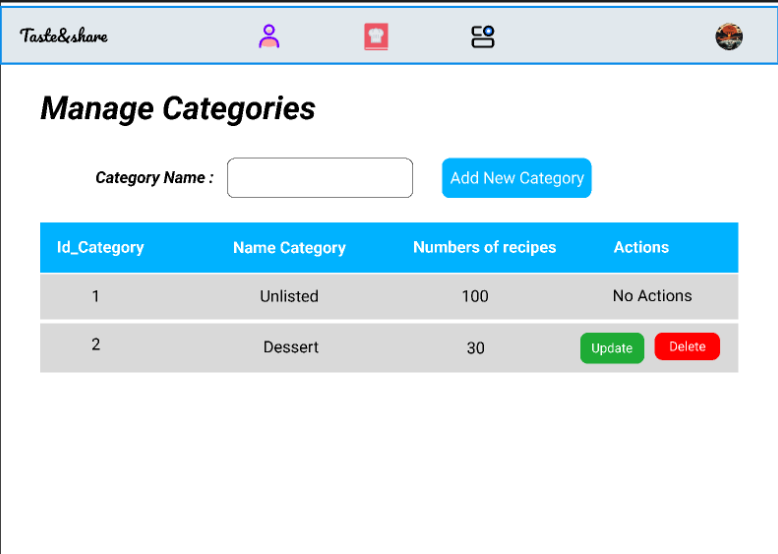 Taste&share
Manage Categories
Category Name :
Add New Category
Id_Category Name Category Numbers of recipes Actions
1 Unlisted 100 No Actions
2 Dessert 30 Update Delete